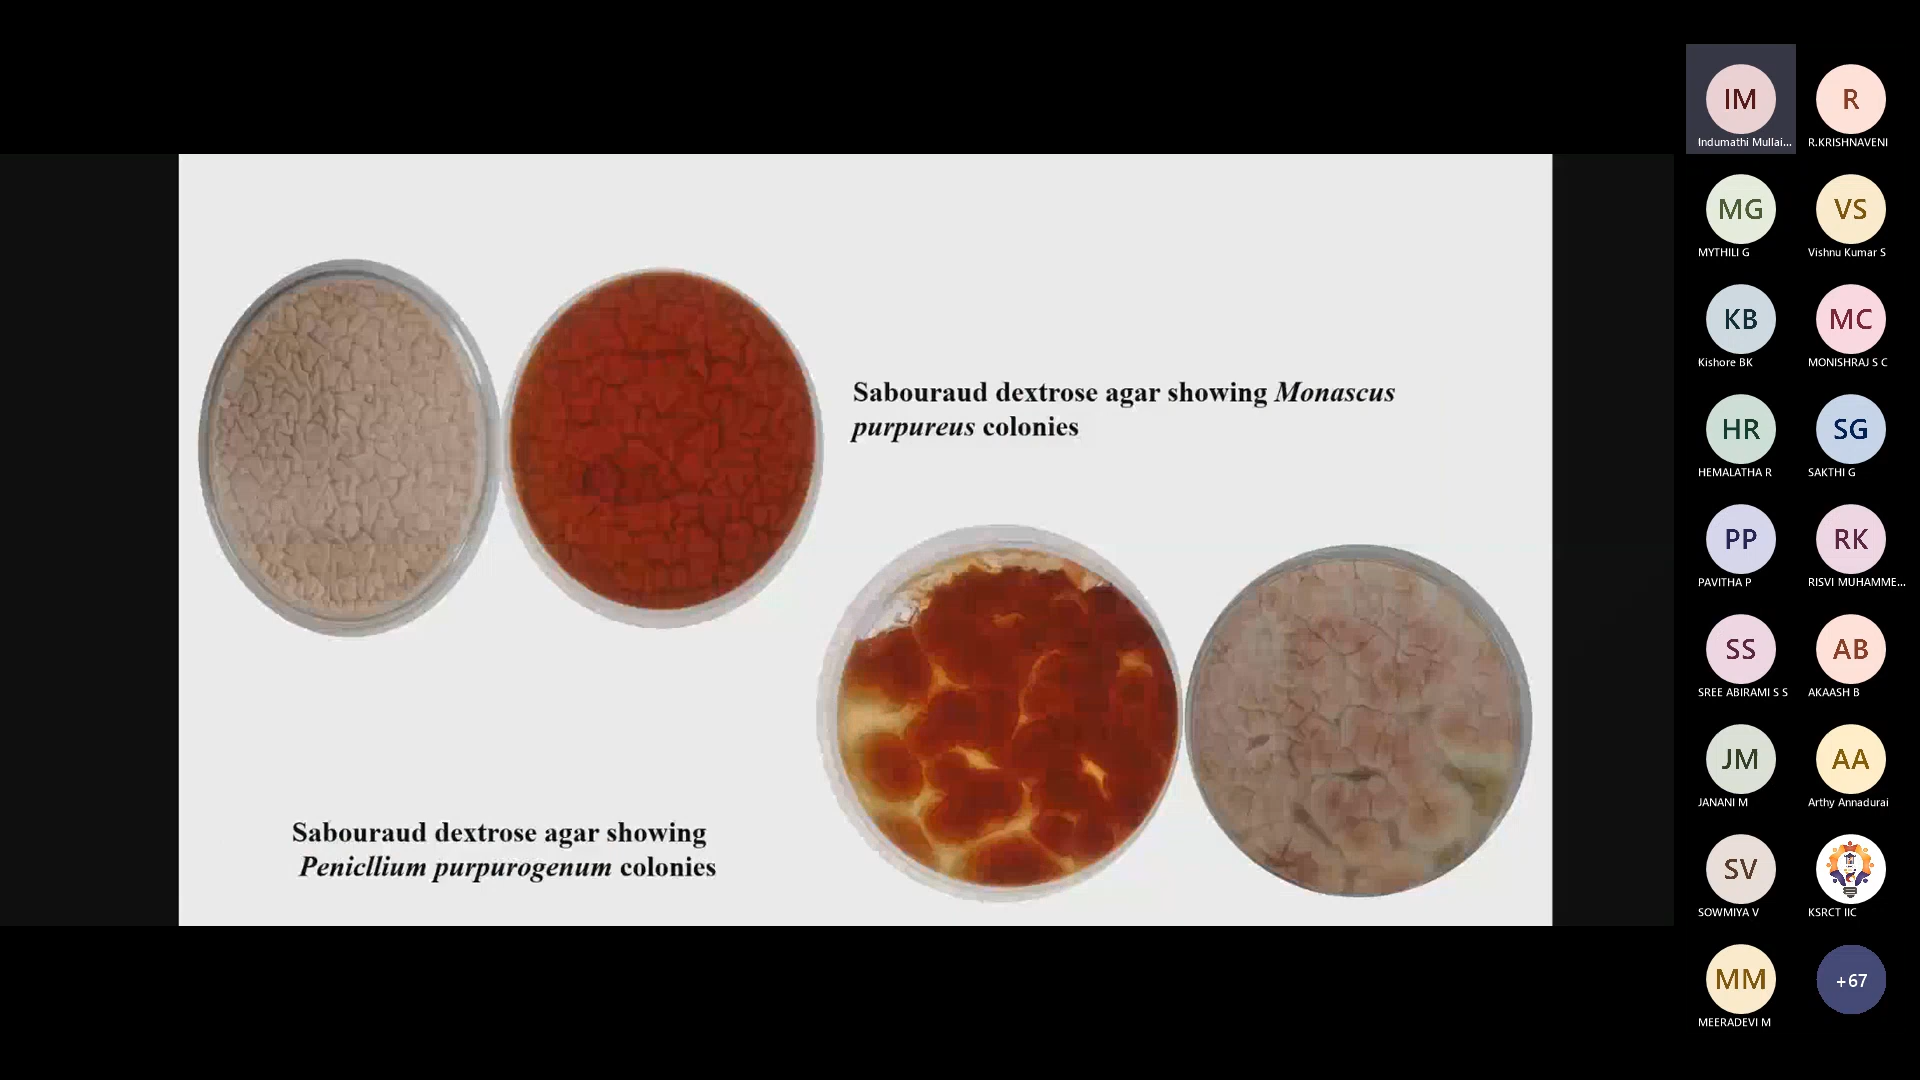 Sabouraud dextrose agar showing Monascus
purpureus colonies
Sabouraud dextrose agar showing
Penicllium purpurogenum colonies
IM
Indumathi Mullai...
R
R.KRISHNAVENI
MG
MYTHILI G
VS
Vishnu Kumar S
KB
Kishore BK
MC
MONISHRAJ S C
HR
HEMALATHA R
SG
SAKTHI G
PP
PAVITHA P
RK
RISVI MUHAMME...
SS
SREE ABIRAMI S S
AB
AKAASH B
JM
JANANI M
AA
Arthy Annadurai
SV
SOWMIYA V
KSRCT IIC
MM
MEERADEVI M
+67